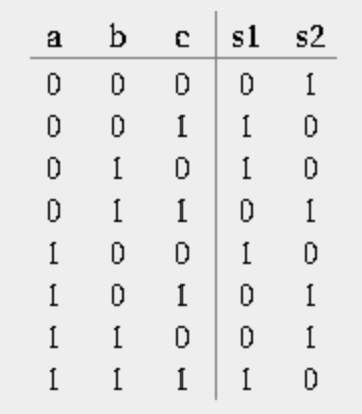 a b c s1 s2
0 0 0 0 1
0 0 1 1 0
0 1 0 1 0
0 1 1 0 1
1 0 0 1 0
1 0 1 0 1
1 1 0 0 1
1 1 1 1 0